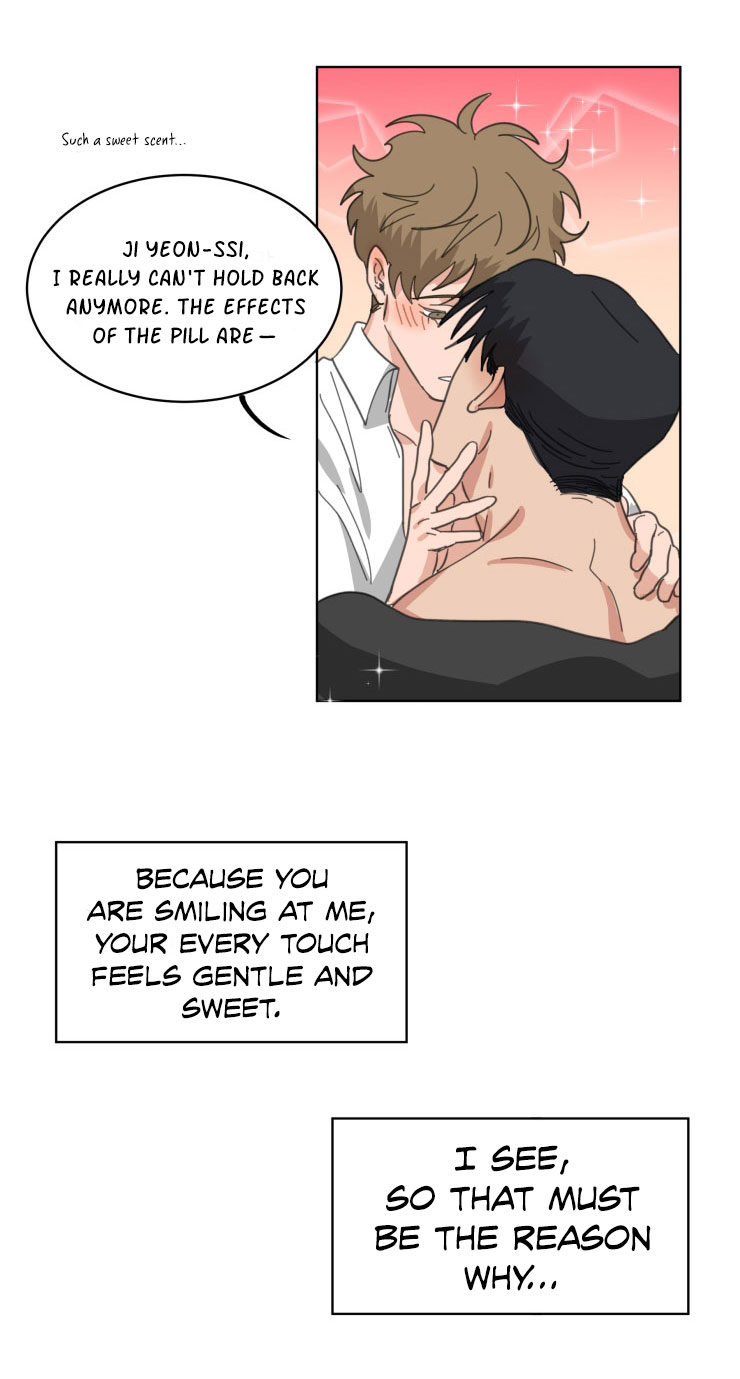 Such a sweet scent...
JI YEON-SSI,
I REALLY CAN'T HOLD BACK
ANYMORE. THE EFFECTS
OF THE PILL ARE—
BECAUSE YOU
ARE SMILING AT ME,
YOUR EVERY TOUCH
FEELS GENTLE AND
SWEET.
I SEE,
SO THAT MUST
BE THE REASON
WHY...